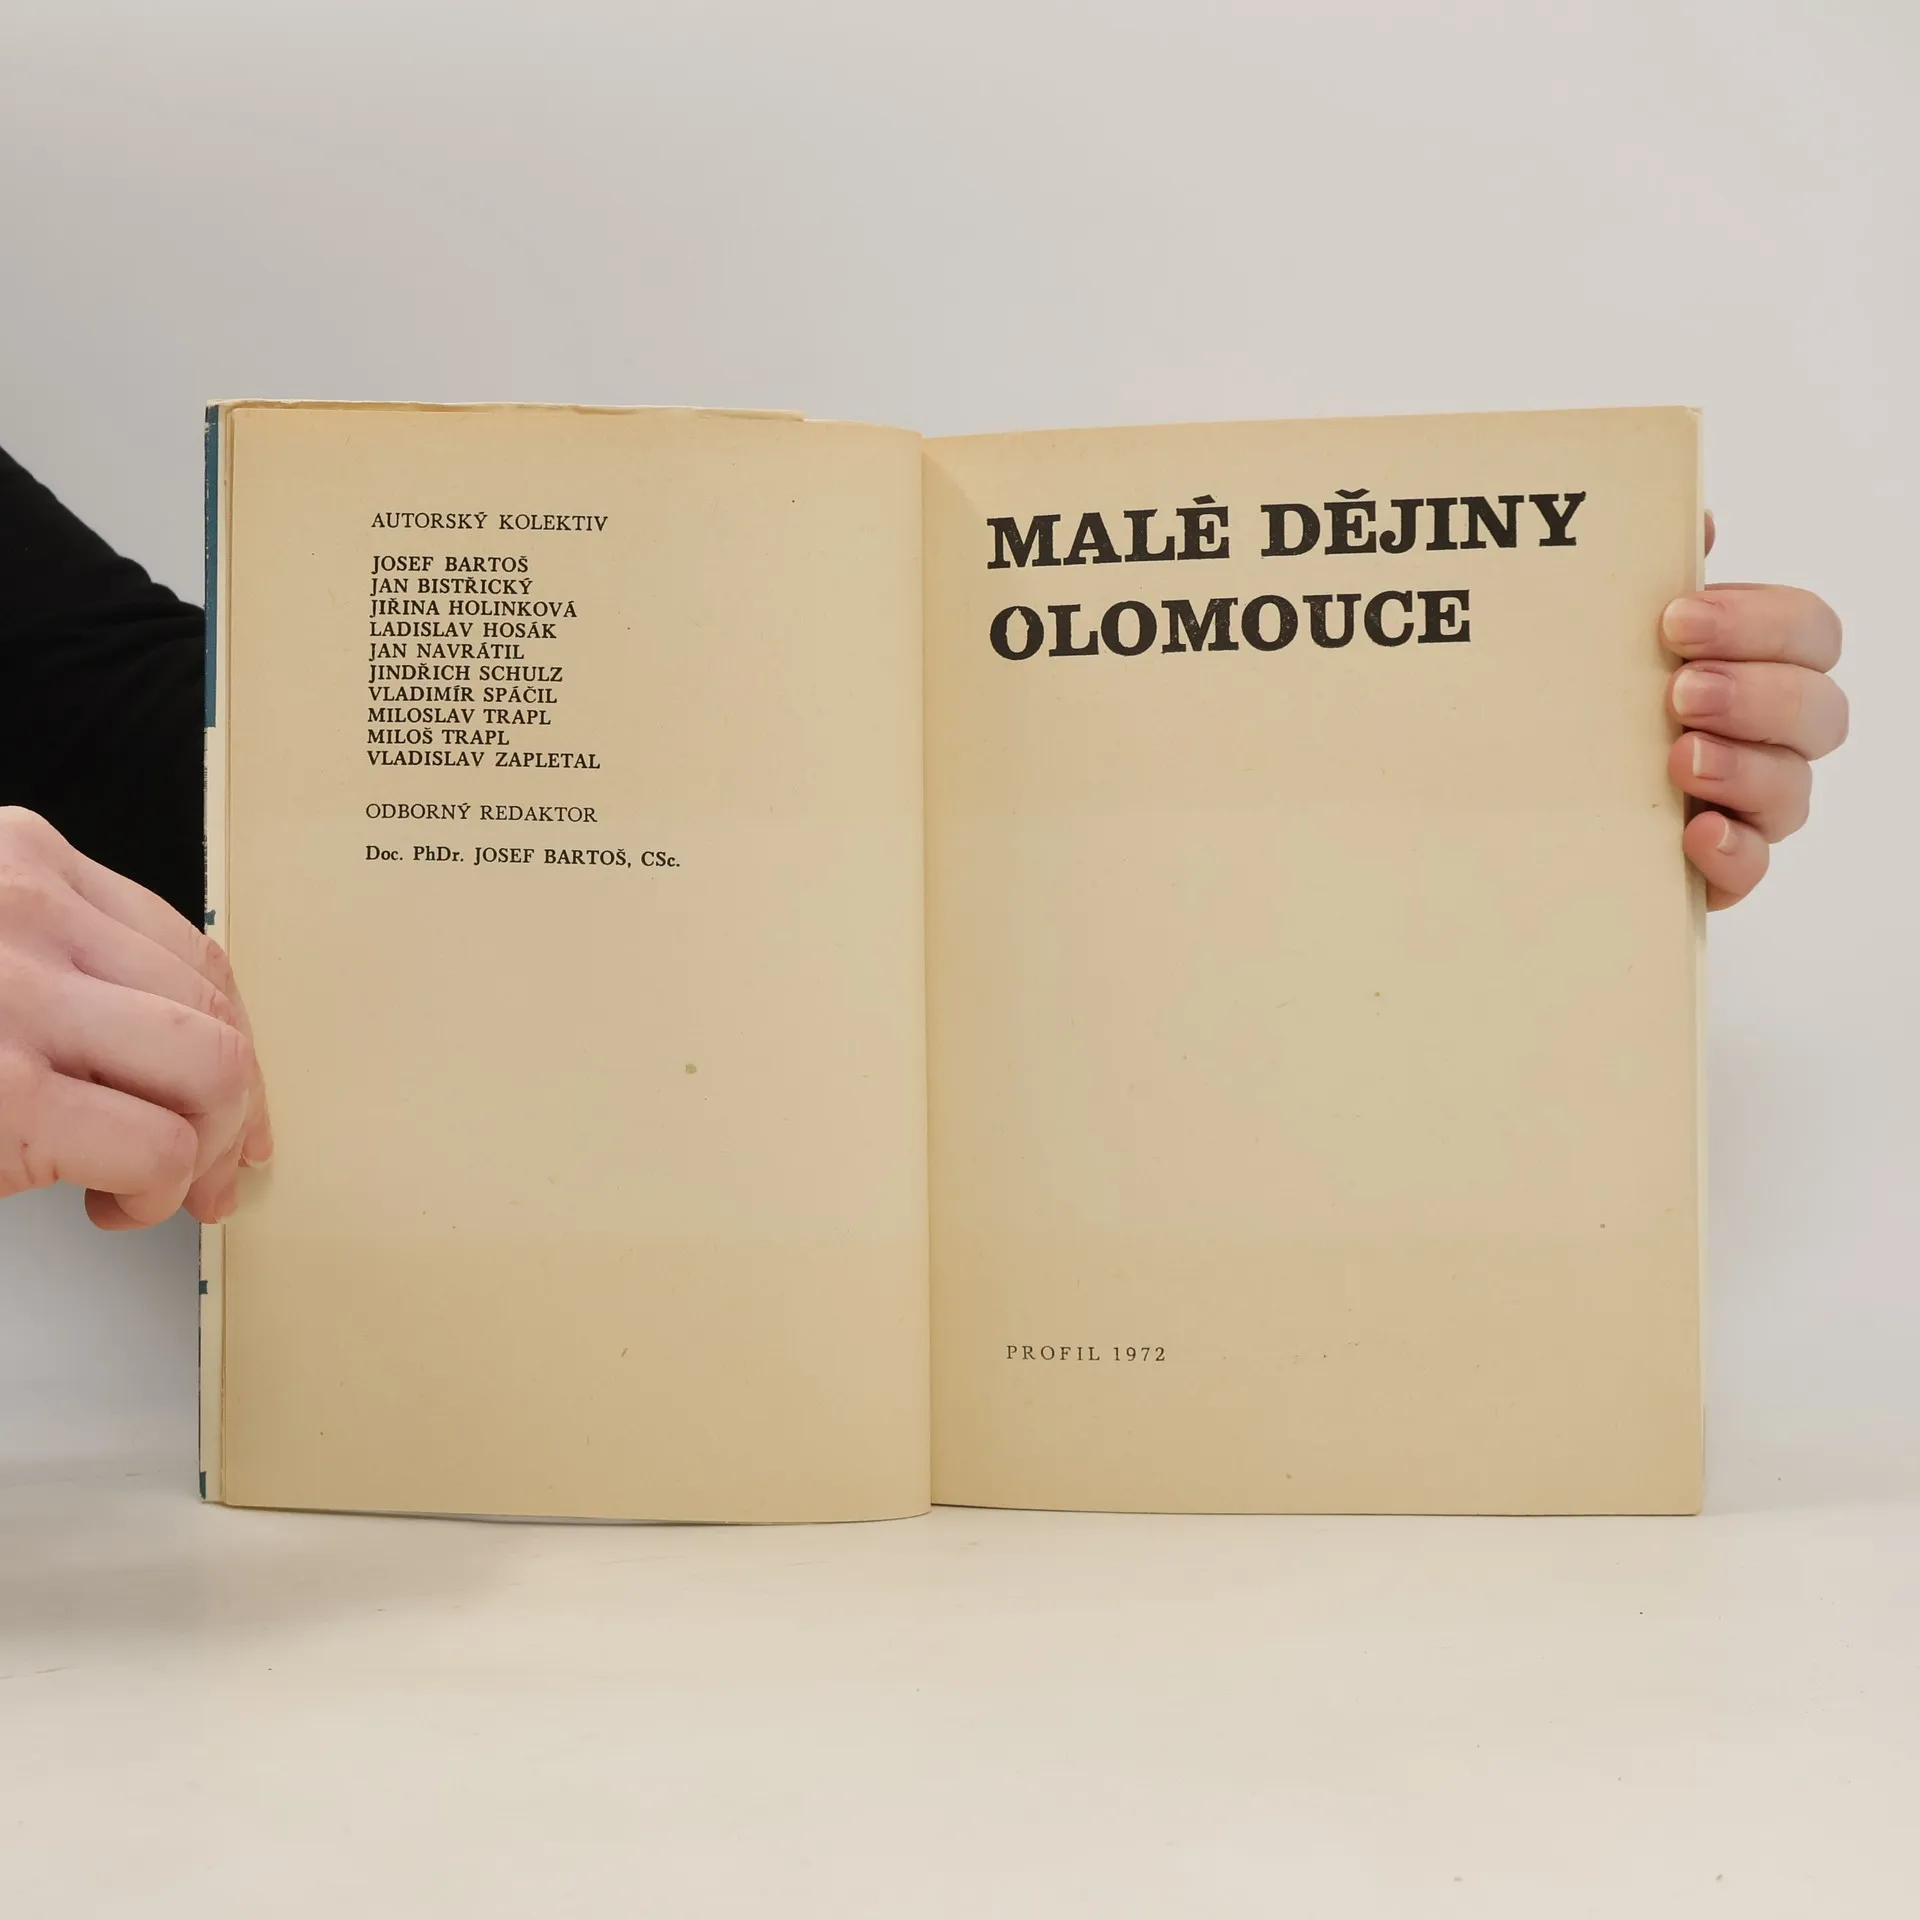 AUTORSKÝ KOLEKTIV
JOSEF BARTOŠ
JAN BISTŘICKÝ
JIŘINA HOLINKOVÁ
LADISLAV HOSÁK
JAN NAVRÁTIL
JINDŘICH SCHULZ
VLADIMÍR SPÁČIL
MILOSLAV TRAPL
MILOŠ TRAPL
VLADISLAV ZAPLETAL
ODBORNÝ REDAKTOR
Doc. PhDr. JOSEF BARTOŠ, CSc.
MALÉ DĚJINY
OLOMOUCE
PROFIL 1972